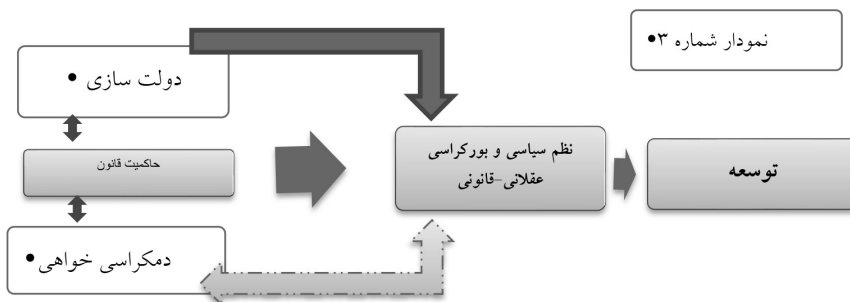 نمودار شماره ۳•
دولت سازی •
حاکمیت قانون
دمکراسی خواهی •
نظم سیاسی و بورکراسی
عقلانی-قانونی
توسعه